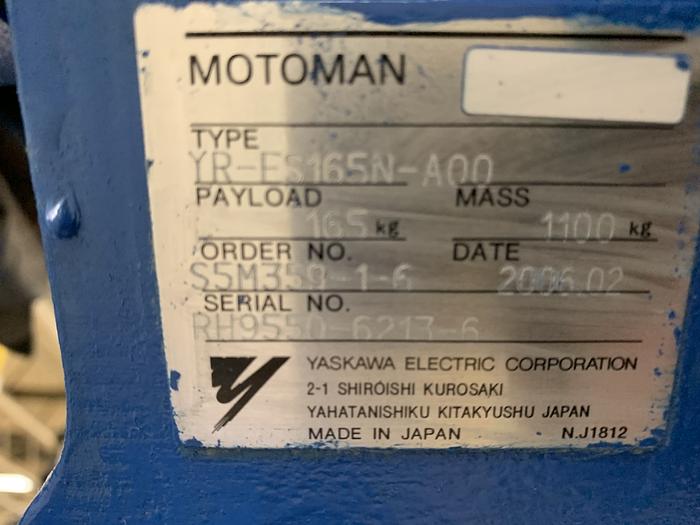 MOTOMAN
TYPE
YR-ES165N-A00
PAYLOAD MASS
165 kg 1100 kg
ORDER NO. DATE
S5M359-1-6 2006.02
SERIAL NO.
RH9550-6213-6
YASKAWA ELECTRIC CORPORATION
2-1 SHIROISHI KUROSAKI
YAHATANISHIKU KITAKYUSHU JAPAN
MADE IN JAPAN N.J1812